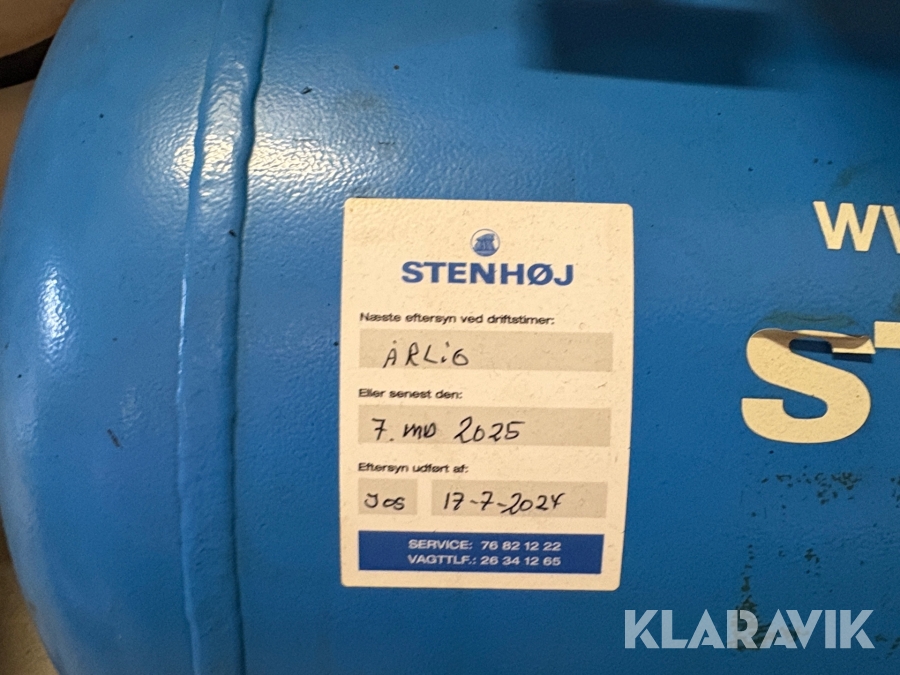 STENHØJ
Næste eftersyn ved driftstimer:
ÅRLiG
Eller senest den:
7. MD 2025
Eftersyn udført af:
Jos 17-7-2024
SERVICE: 76 82 12 22
VAGTTLF.: 26 34 12 65
KLARAVIK